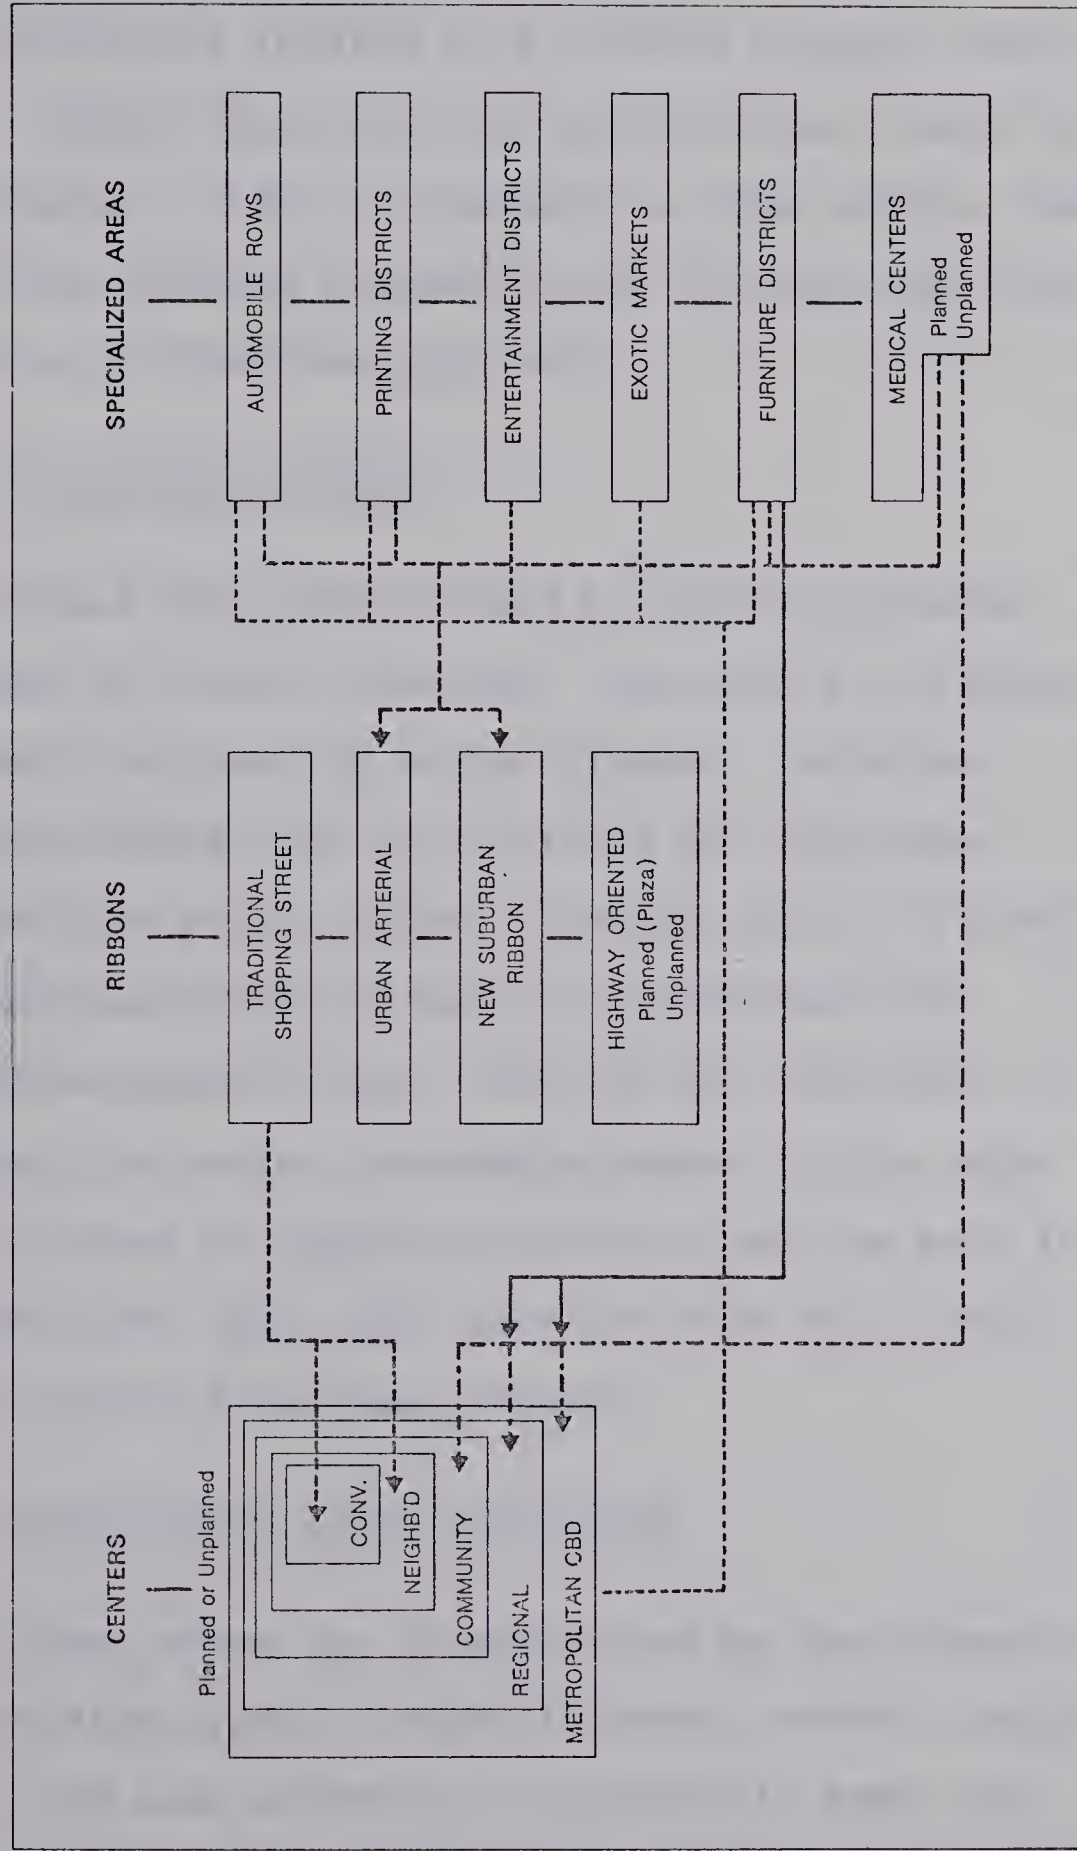 CENTERS
Planned or Unplanned
CONV.
NEIGHB'D
COMMUNITY
REGIONAL
METROPOLITAN CBD
RIBBONS
TRADITIONAL
SHOPPING STREET
URBAN ARTERIAL
NEW SUBURBAN
RIBBON
HIGHWAY ORIENTED
Planned (Plaza)
Unplanned
SPECIALIZED AREAS
AUTOMOBILE ROWS
PRINTING DISTRICTS
ENTERTAINMENT DISTRICTS
EXOTIC MARKETS
FURNITURE DISTRICTS
MEDICAL CENTERS
Planned
Unplanned